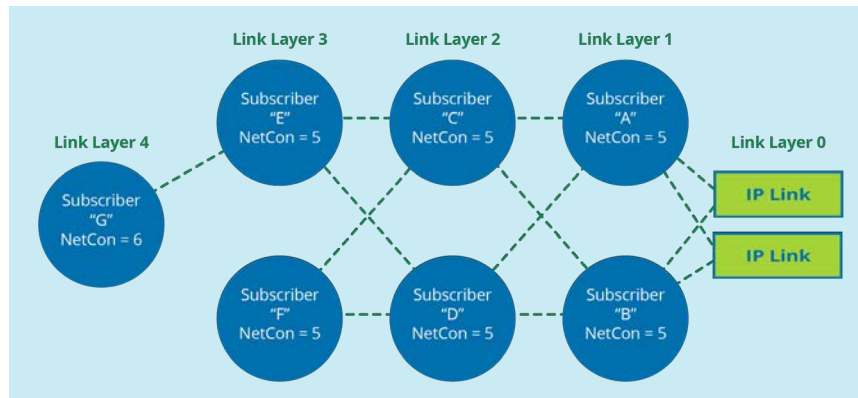 Link Layer 3
Link Layer 2
Link Layer 1
Link Layer 4
Link Layer 0
Subscriber
“E”
NetCon = 5
Subscriber
“C”
NetCon = 5
Subscriber
“A”
NetCon = 5
IP Link
Subscriber
“G”
NetCon = 6
IP Link
Subscriber
“F”
NetCon = 5
Subscriber
“D”
NetCon = 5
Subscriber
“B”
NetCon = 5